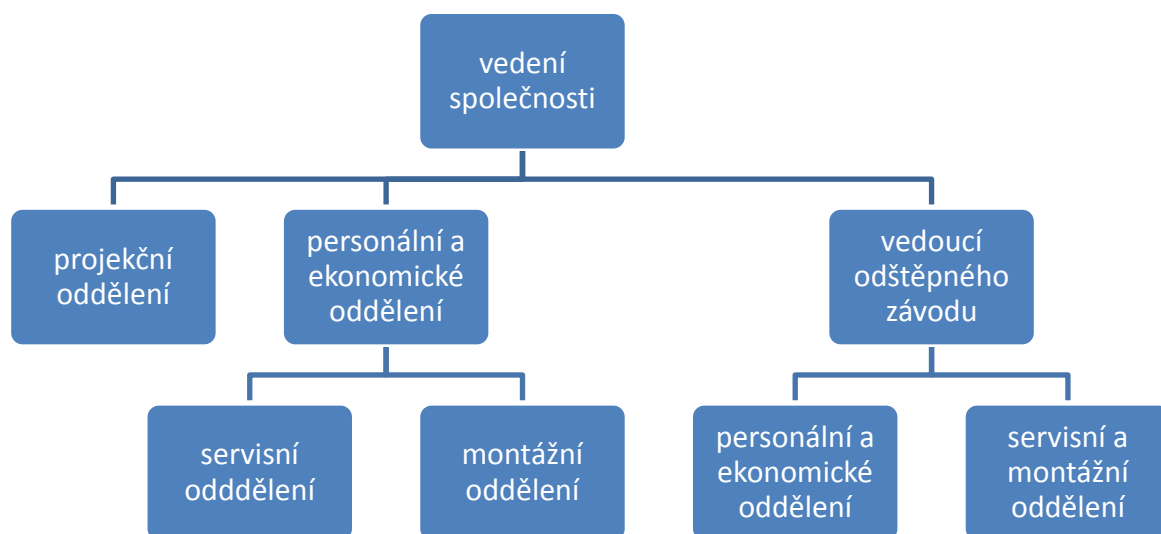 vedení
společnosti
projekční
oddělení
personální a
ekonomické
oddělení
vedoucí
odštěpného
závodu
servisní
odddělení
montážní
oddělení
personální a
ekonomické
oddělení
servisní a
montážní
oddělení